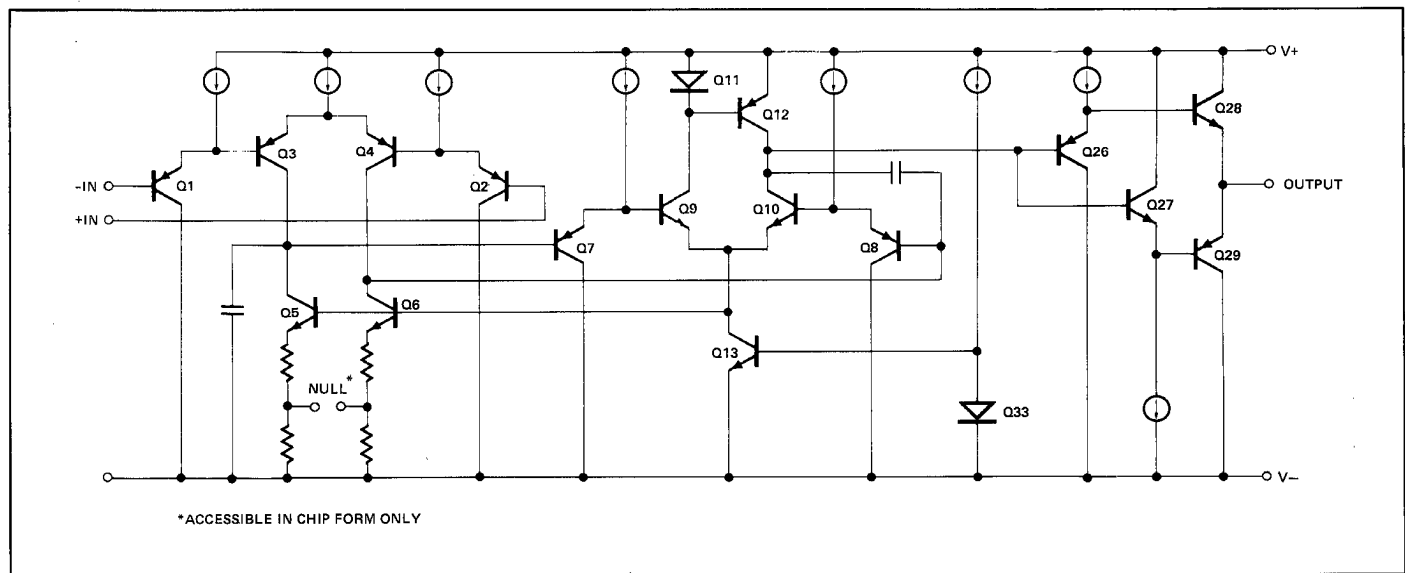 V+
Q11
Q12
Q28
Q3
Q4
Q26
-IN
Q1
Q2
OUTPUT
+IN
Q9
Q10
Q27
Q7
Q8
Q29
Q5
Q6
Q13
NULL*
Q33
V–
*ACCESSIBLE IN CHIP FORM ONLY